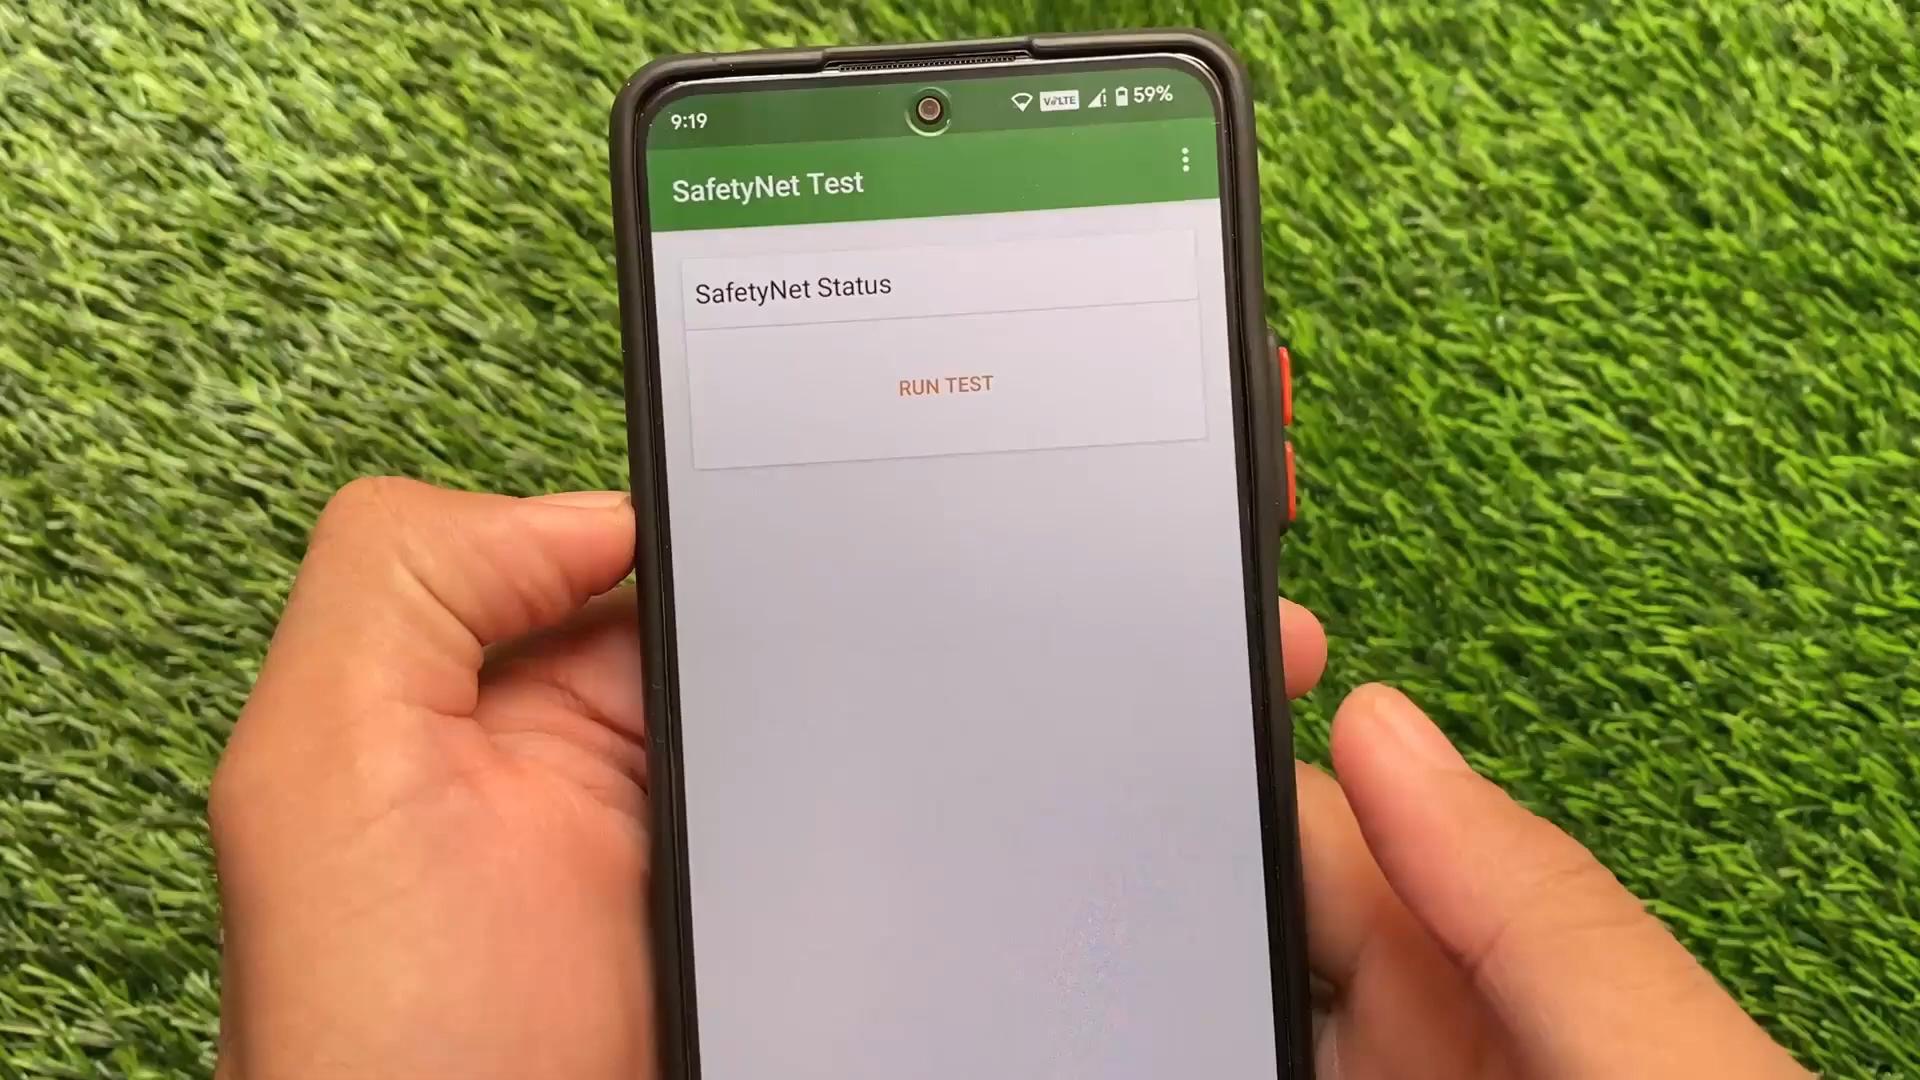 9:19
VoLTE
59%
SafetyNet Test
SafetyNet Status
RUN TEST